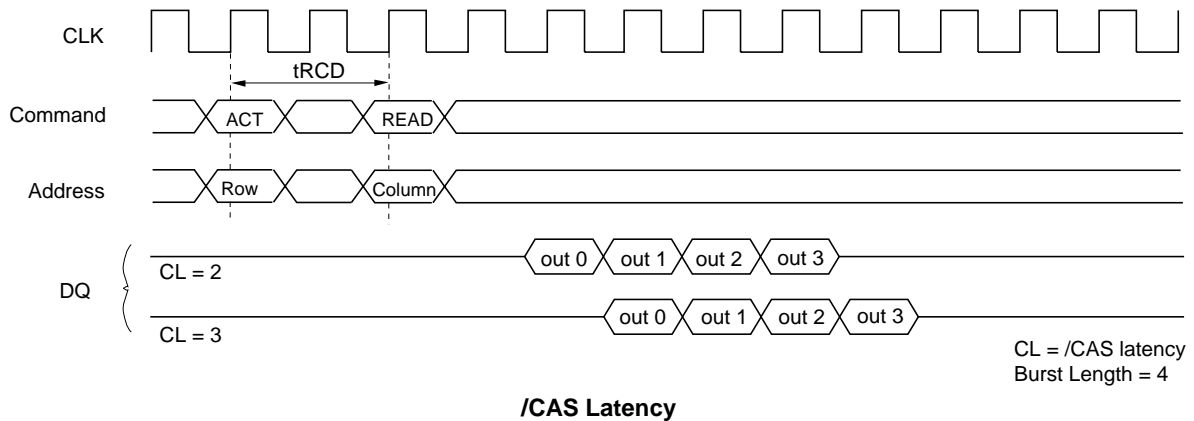 CLK
tRCD
Command ACT READ
Address Row Column
out 0 out 1 out 2 out 3
CL = 2
DQ
out 0 out 1 out 2 out 3
CL = 3
CL = /CAS latency
Burst Length = 4
/CAS Latency